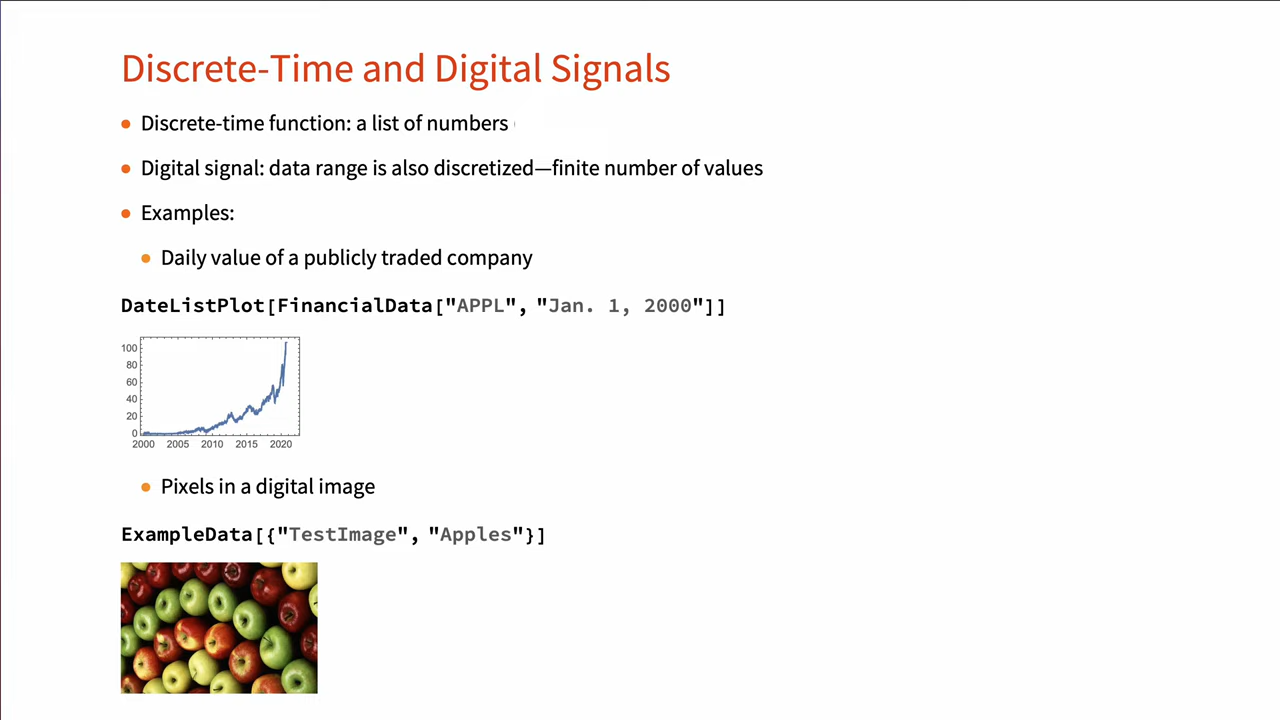 Discrete-Time and Digital Signals
Discrete-time function: a list of numbers
Digital signal: data range is also discretized—finite number of values
Examples:
Daily value of a publicly traded company
DateListPlot[FinancialData["APPL", "Jan. 1, 2000"]]
100
80
60
40
20
0
2000 2005 2010 2015 2020
Pixels in a digital image
ExampleData[{"TestImage", "Apples"}]